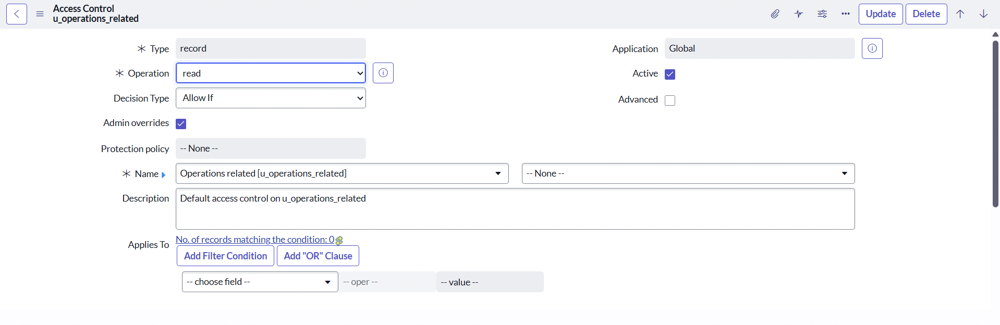 Access Control
u_operations_related
Update
Delete
Type
record
Application
Global
Operation
read
Active
Decision Type
Allow If
Advanced
Admin overrides
Protection policy
-- None --
Name
Operations related [u_operations_related]
-- None --
Description
Default access control on u_operations_related
Applies To
No. of records matching the condition: 0
Add Filter Condition
Add "OR" Clause
-- choose field --
-- oper --
-- value --